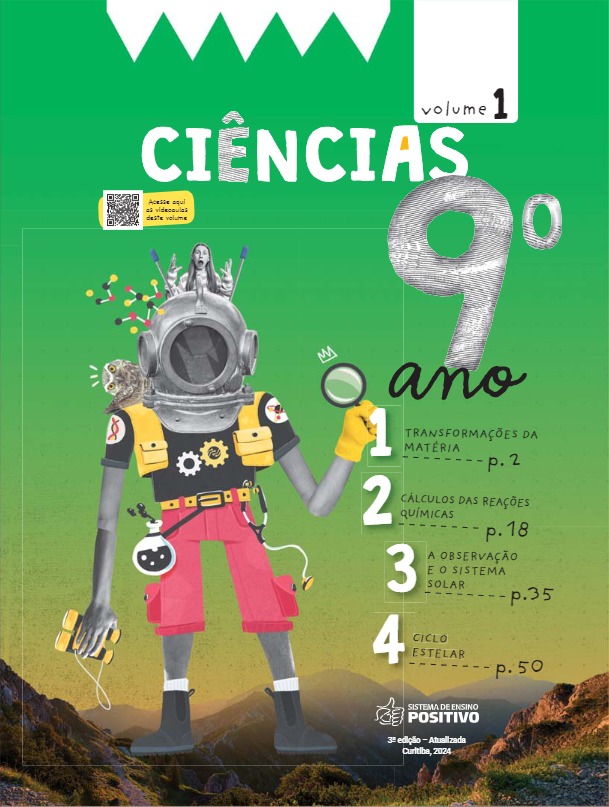 volume 1
CIÊNCIAS
Acesse aqui
as videoaulas
deste volume
9º
ano
1 TRANSFORMAÇÕES DA
MATÉRIA
p. 2
2 CÁLCULOS DAS REAÇÕES
QUÍMICAS
p.18
3 A OBSERVAÇÃO
E O SISTEMA
SOLAR
p.35
4 CICLO
ESTELAR
p.50
SISTEMA DE ENSINO
POSITIVO
3ª edição – Atualizada
Curitiba, 2024